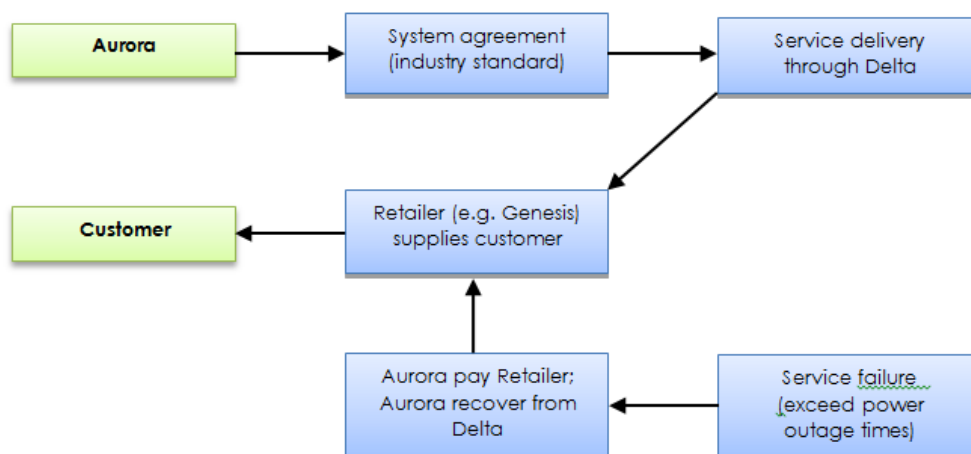 Aurora
System agreement
(industry standard)
Service delivery
through Delta
Customer
Retailer (e.g. Genesis)
supplies customer
Aurora pay Retailer;
Aurora recover from
Delta
Service failure
(exceed power
outage times)